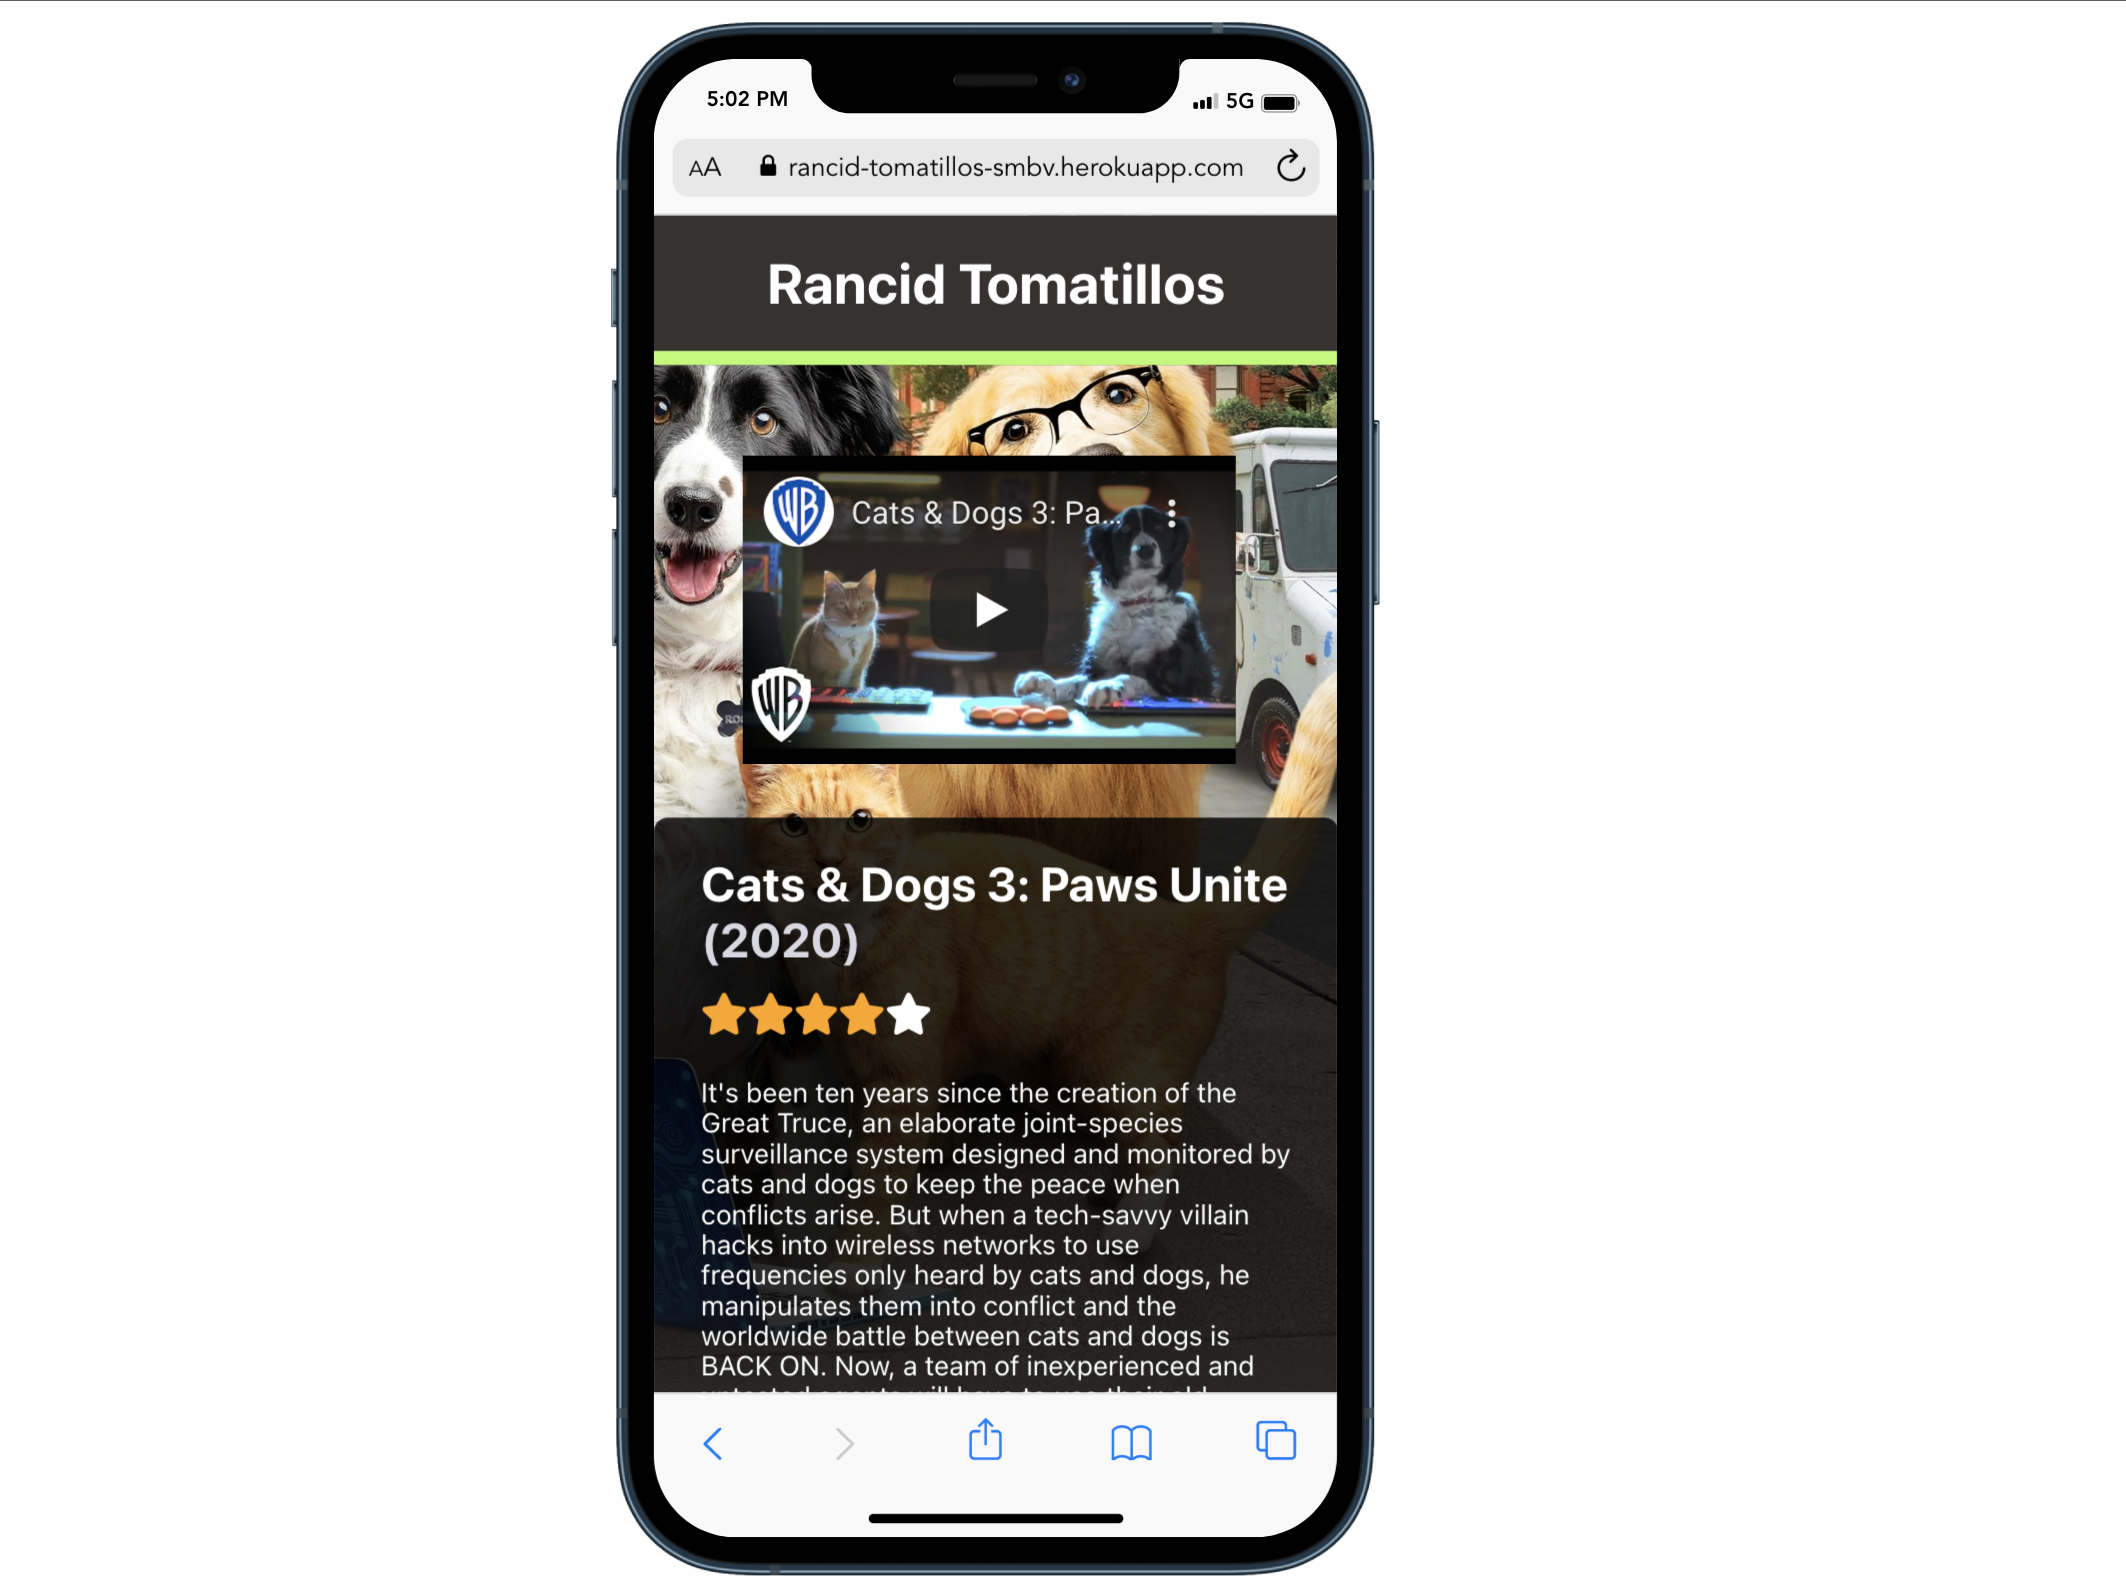 5:02 PM
5G
AA
rancid-tomatillos-smbv.herokuapp.com
Rancid Tomatillos
WB
Cats & Dogs 3: Pa...
WB
Cats & Dogs 3: Paws Unite
(2020)
It's been ten years since the creation of the
Great Truce, an elaborate joint-species
surveillance system designed and monitored by
cats and dogs to keep the peace when
conflicts arise. But when a tech-savvy villain
hacks into wireless networks to use
frequencies only heard by cats and dogs, he
manipulates them into conflict and the
worldwide battle between cats and dogs is
BACK ON. Now, a team of inexperienced and